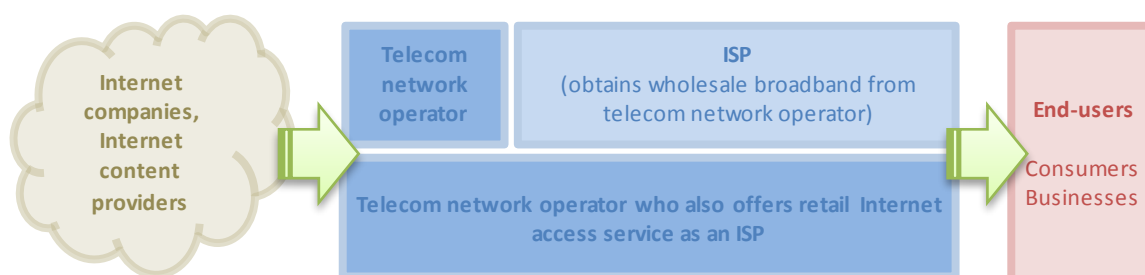 Internet
companies,
Internet
content
providers
Telecom
network
operator
ISP
(obtains wholesale broadband from
telecom network operator)
Telecom network operator who also offers retail Internet
access service as an ISP
End-users
Consumers
Businesses